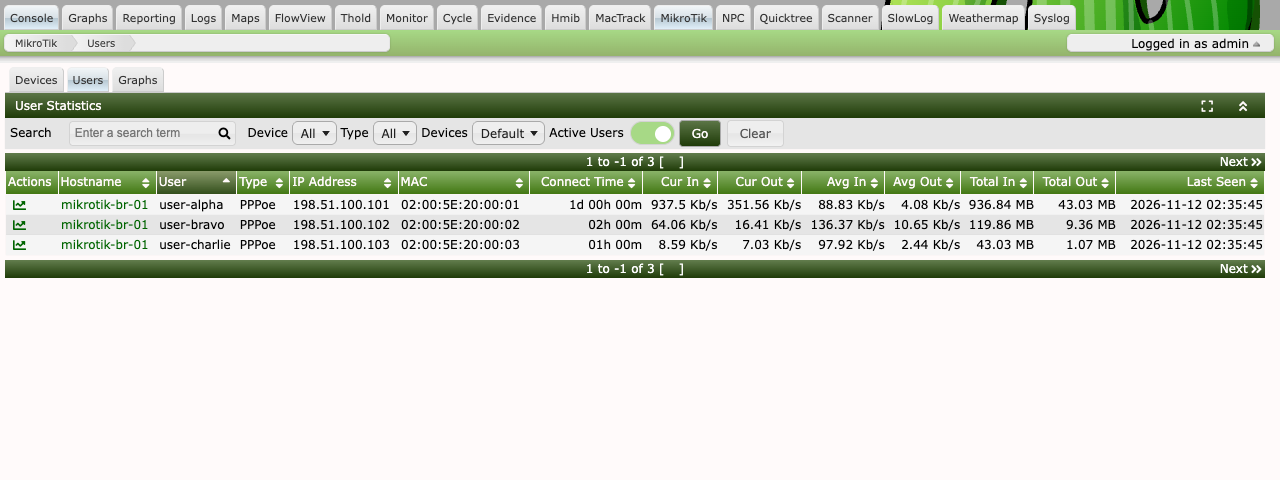 Console Graphs Reporting Logs Maps FlowView Thold Monitor Cycle Evidence Hmib MacTrack MikroTik NPC Quicktree Scanner SlowLog Weathermap Syslog
MikroTik Users Logged in as admin
Devices Users Graphs
User Statistics
Search Enter a search term Device All Type All Devices Default Active Users Go Clear
1 to -1 of 3 [ ] Next
Actions Hostname User Type IP Address MAC Connect Time Cur In Cur Out Avg In Avg Out Total In Total Out Last Seen
mikrotik-br-01 user-alpha PPPoe 198.51.100.101 02:00:5E:20:00:01 1d 00h 00m 937.5 Kb/s 351.56 Kb/s 88.83 Kb/s 4.08 Kb/s 936.84 MB 43.03 MB 2026-11-12 02:35:45
mikrotik-br-01 user-bravo PPPoe 198.51.100.102 02:00:5E:20:00:02 02h 00m 64.06 Kb/s 16.41 Kb/s 136.37 Kb/s 10.65 Kb/s 119.86 MB 9.36 MB 2026-11-12 02:35:45
mikrotik-br-01 user-charlie PPPoe 198.51.100.103 02:00:5E:20:00:03 01h 00m 8.59 Kb/s 7.03 Kb/s 97.92 Kb/s 2.44 Kb/s 43.03 MB 1.07 MB 2026-11-12 02:35:45
1 to -1 of 3 [ ] Next